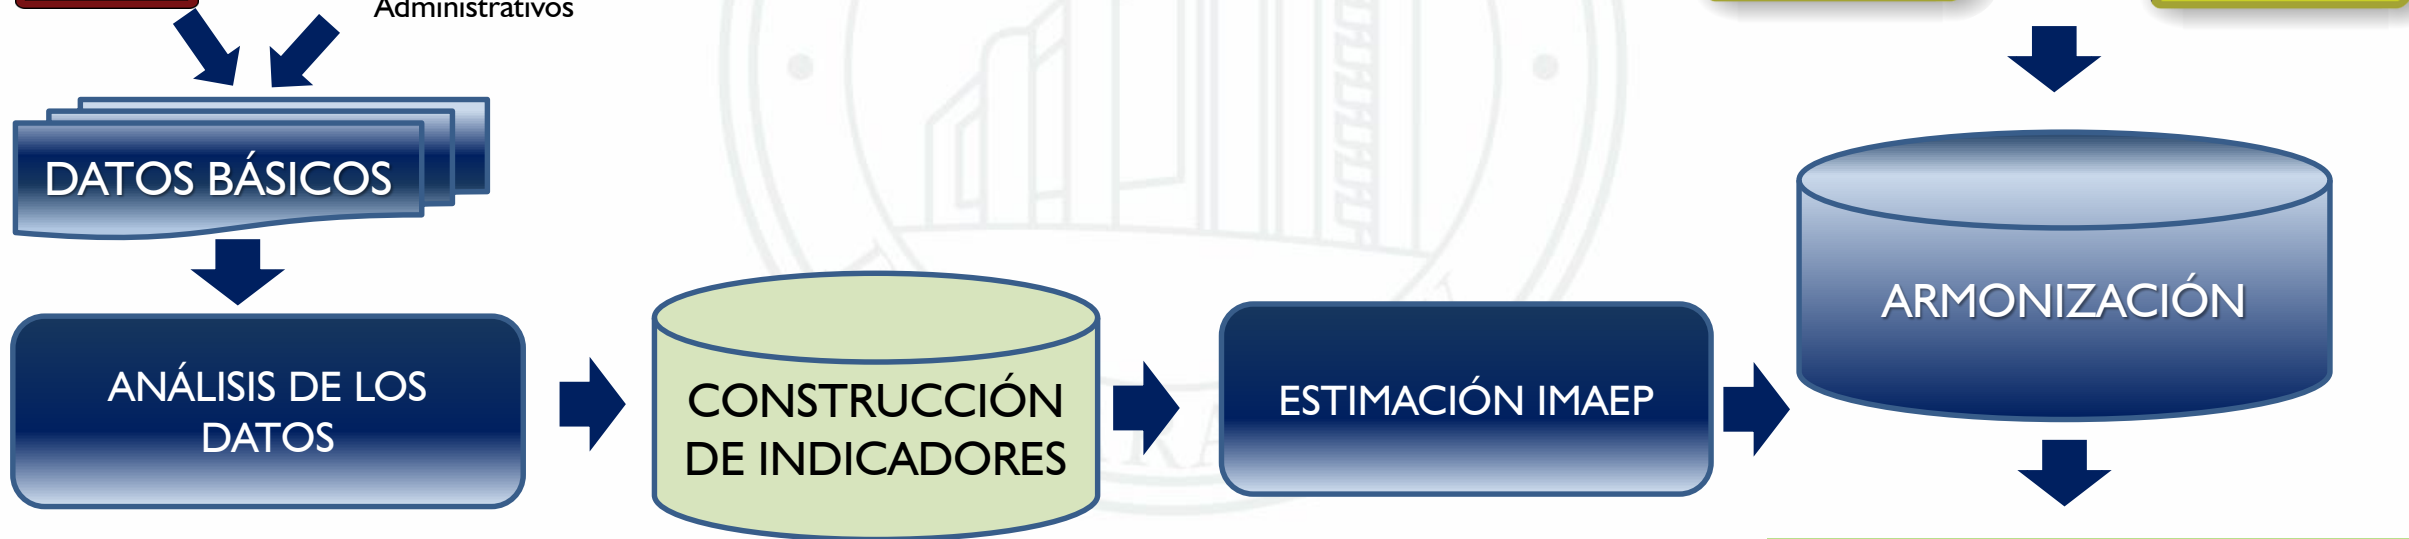 Administrativos
DATOS BÁSICOS
ANÁLISIS DE LOS
DATOS
CONSTRUCCIÓN
DE INDICADORES
ESTIMACIÓN IMAEP
ARMONIZACIÓN